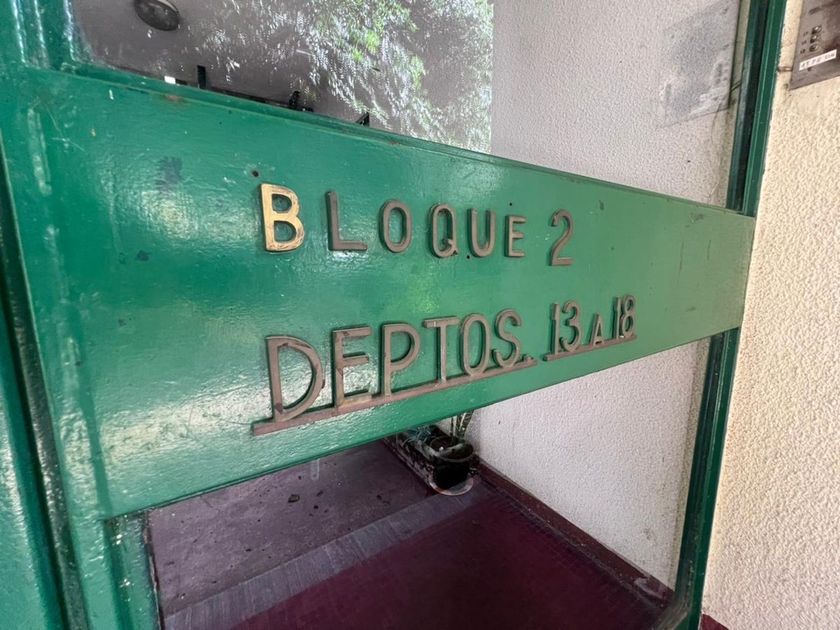 BLOQUE 2
DEPTOS. 13 A 18